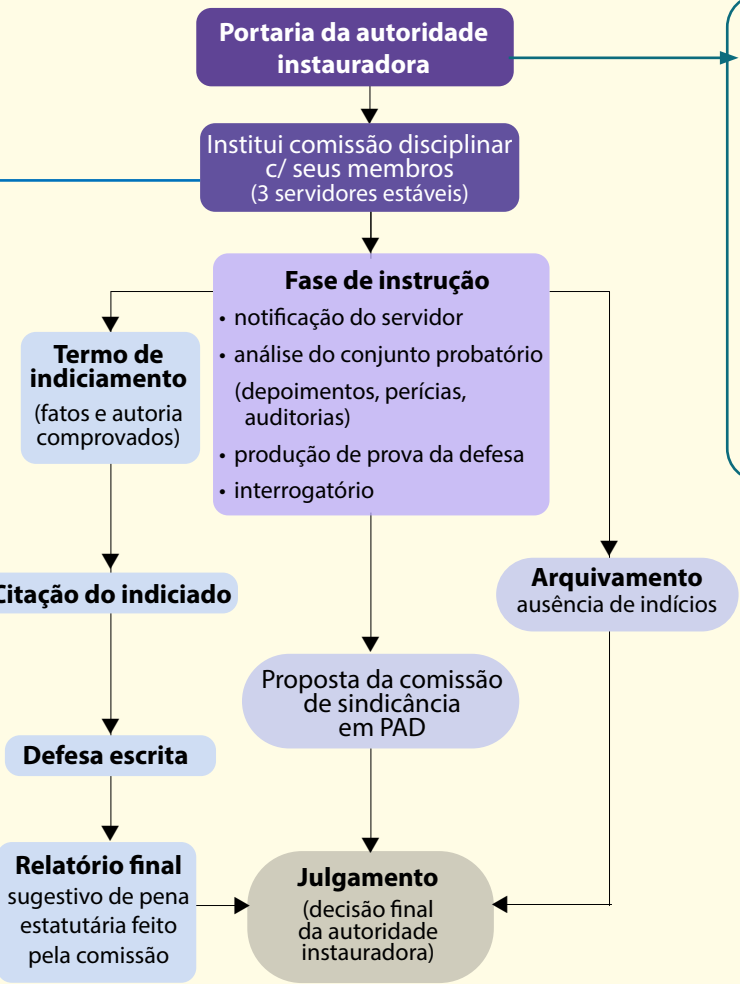 Portaria da autoridade
instauradora
Institui comissão disciplinar
c/ seus membros
(3 servidores estáveis)
Fase de instrução
• notificação do servidor
• análise do conjunto probatório
(depoimentos, perícias,
auditorias)
• produção de prova da defesa
• interrogatório
Termo de
indiciamento
(fatos e autoria
comprovados)
Citação do indiciado
Arquivamento
ausência de indícios
Proposta da comissão
de sindicância
em PAD
Defesa escrita
Relatório final
sugestivo de pena
estatutária feito
pela comissão
Julgamento
(decisão final
da autoridade
instauradora)